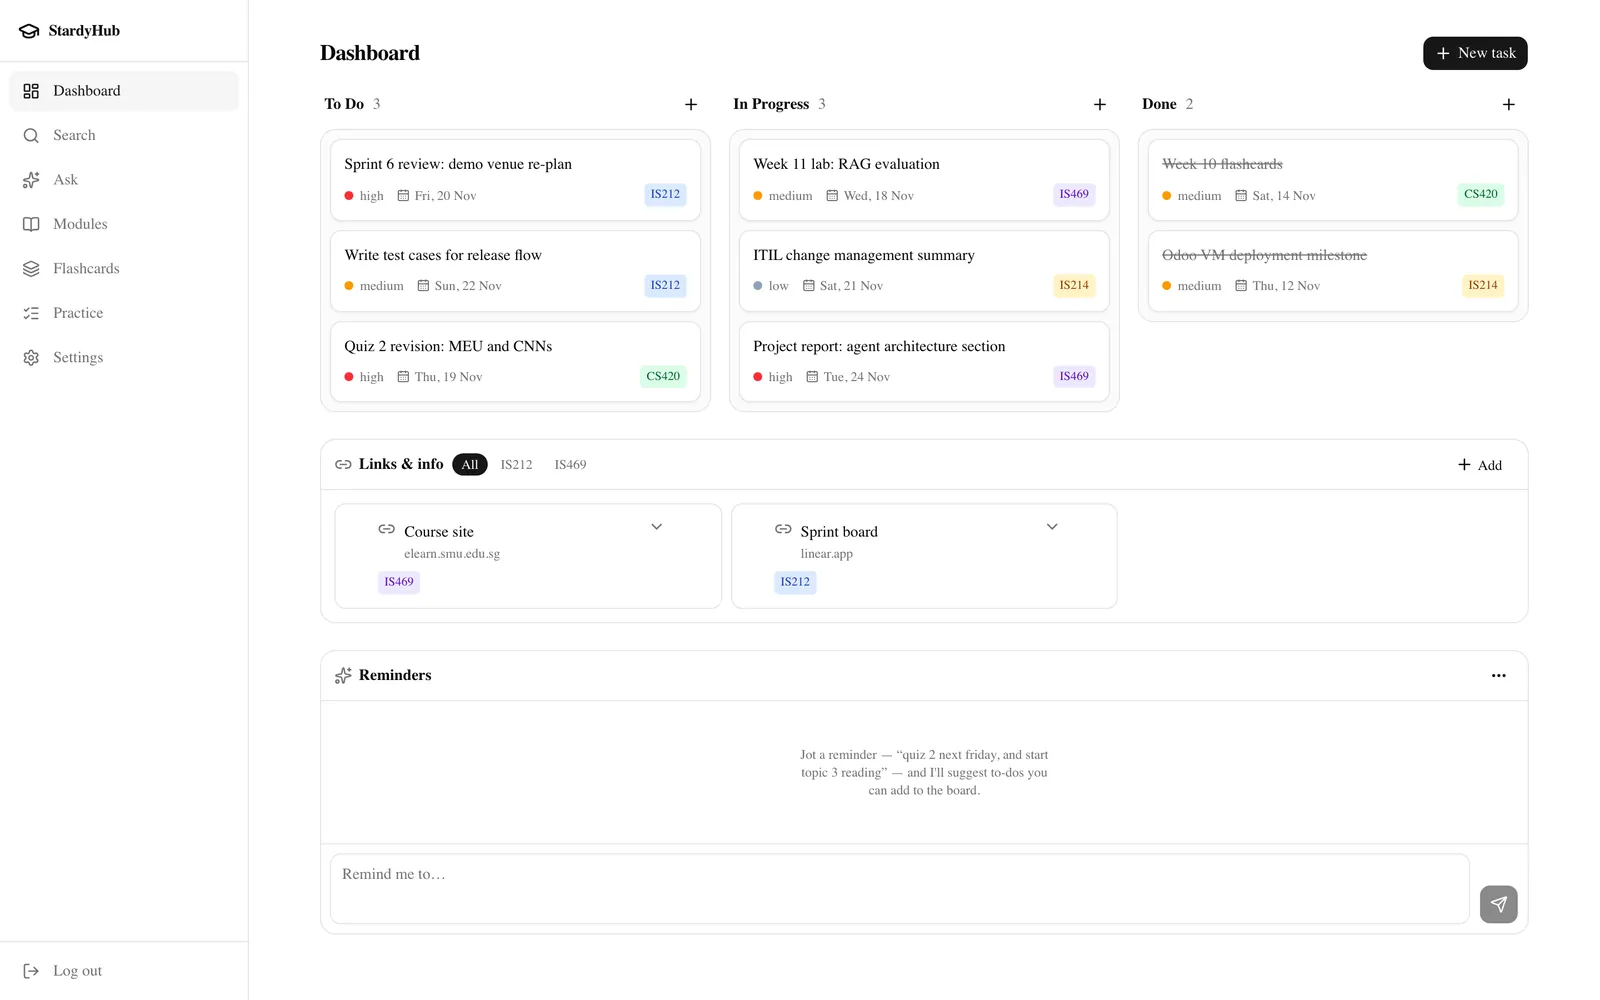 StardyHub
Dashboard
Search
Ask
Modules
Flashcards
Practice
Settings
Log out
Dashboard
New task
To Do 3
Sprint 6 review: demo venue re-plan
high Fri, 20 Nov IS212
Write test cases for release flow
medium Sun, 22 Nov IS212
Quiz 2 revision: MEU and CNNs
high Thu, 19 Nov CS420
In Progress 3
Week 11 lab: RAG evaluation
medium Wed, 18 Nov IS469
ITIL change management summary
low Sat, 21 Nov IS214
Project report: agent architecture section
high Tue, 24 Nov IS469
Done 2
Week 10 flashcards
medium Sat, 14 Nov CS420
Odoo VM deployment milestone
medium Thu, 12 Nov IS214
Links & info All IS212 IS469 Add
Course site
elearn.smu.edu.sg
IS469
Sprint board
linear.app
IS212
Reminders
Jot a reminder — “quiz 2 next friday, and start
topic 3 reading” — and I'll suggest to-dos you
can add to the board.
Remind me to…